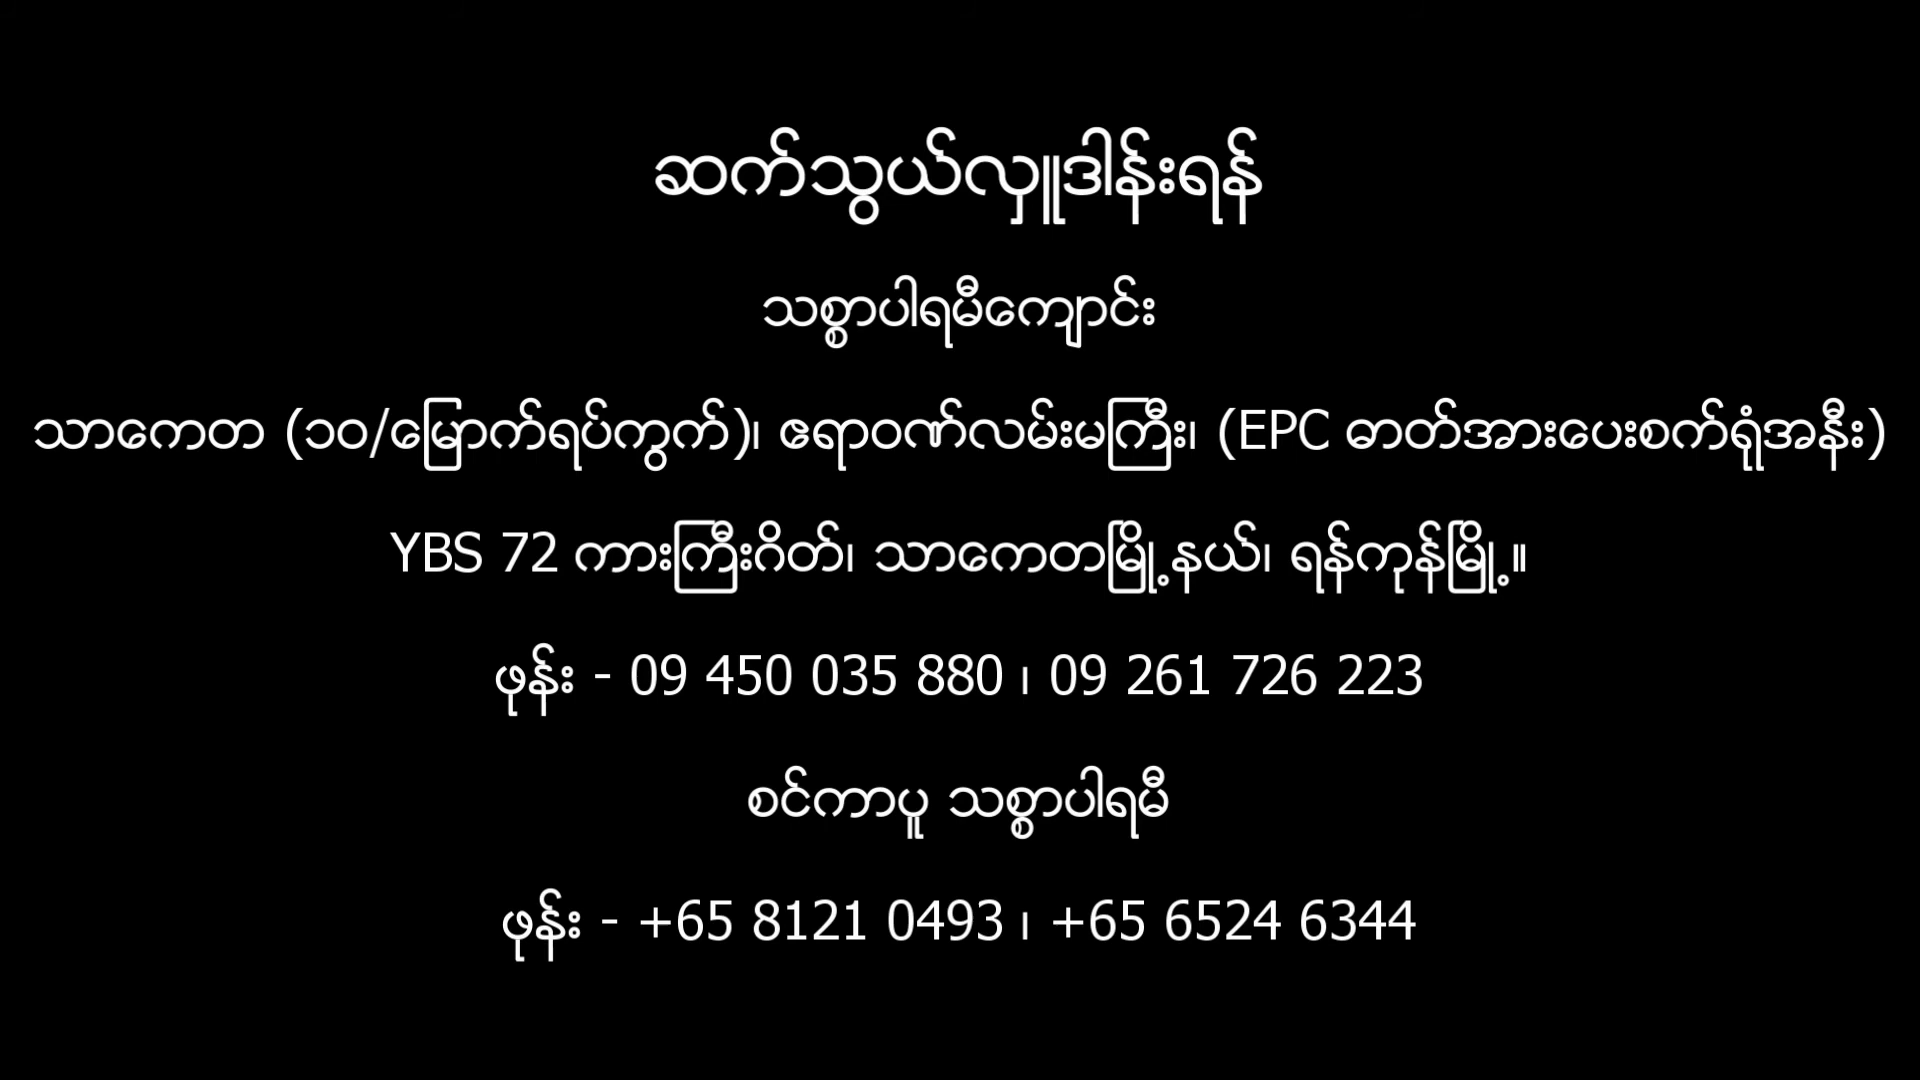 ဆက်သွယ်လှူဒါန်းရန်
သစ္စာပါရမီကျောင်း
သာကေတ (၁၀/မြောက်ရပ်ကွက်)၊ ဧရာဝဏ်လမ်းမကြီး၊ (EPC ဓာတ်အားပေးစက်ရုံအနီး)
YBS 72 ကားကြီးဂိတ်၊ သာကေတမြို့နယ်၊ ရန်ကုန်မြို့။
ဖုန်း - 09 450 035 880 ၊ 09 261 726 223
စင်ကာပူ သစ္စာပါရမီ
ဖုန်း - +65 8121 0493 ၊ +65 6524 6344